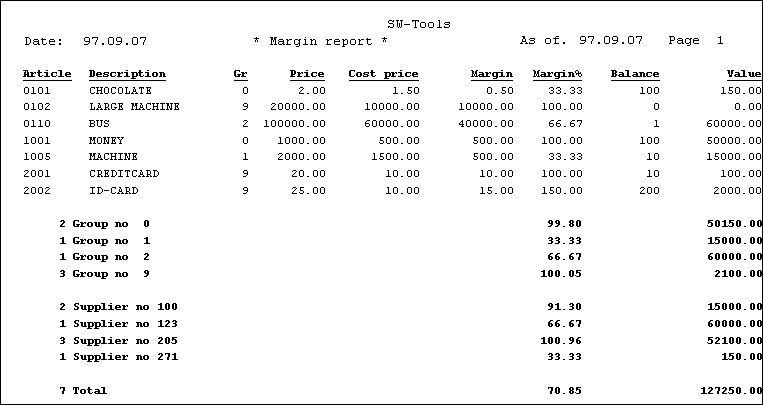 SW-Tools
Date: 97.09.07 * Margin report * As of. 97.09.07 Page 1
Article Description Gr Price Cost price Margin Margin% Balance Value
0101 CHOCOLATE 0 2.00 1.50 0.50 33.33 100 150.00
0102 LARGE MACHINE 9 20000.00 10000.00 10000.00 100.00 0 0.00
0110 BUS 2 100000.00 60000.00 40000.00 66.67 1 60000.00
1001 MONEY 0 1000.00 500.00 500.00 100.00 100 50000.00
1005 MACHINE 1 2000.00 1500.00 500.00 33.33 10 15000.00
2001 CREDITCARD 9 20.00 10.00 10.00 100.00 10 100.00
2002 ID-CARD 9 25.00 10.00 15.00 150.00 200 2000.00
2 Group no 0 99.80 50150.00
1 Group no 1 33.33 15000.00
1 Group no 2 66.67 60000.00
3 Group no 9 100.05 2100.00
2 Supplier no 100 91.30 15000.00
1 Supplier no 123 66.67 60000.00
3 Supplier no 205 100.96 52100.00
1 Supplier no 271 33.33 150.00
7 Total 70.85 127250.00